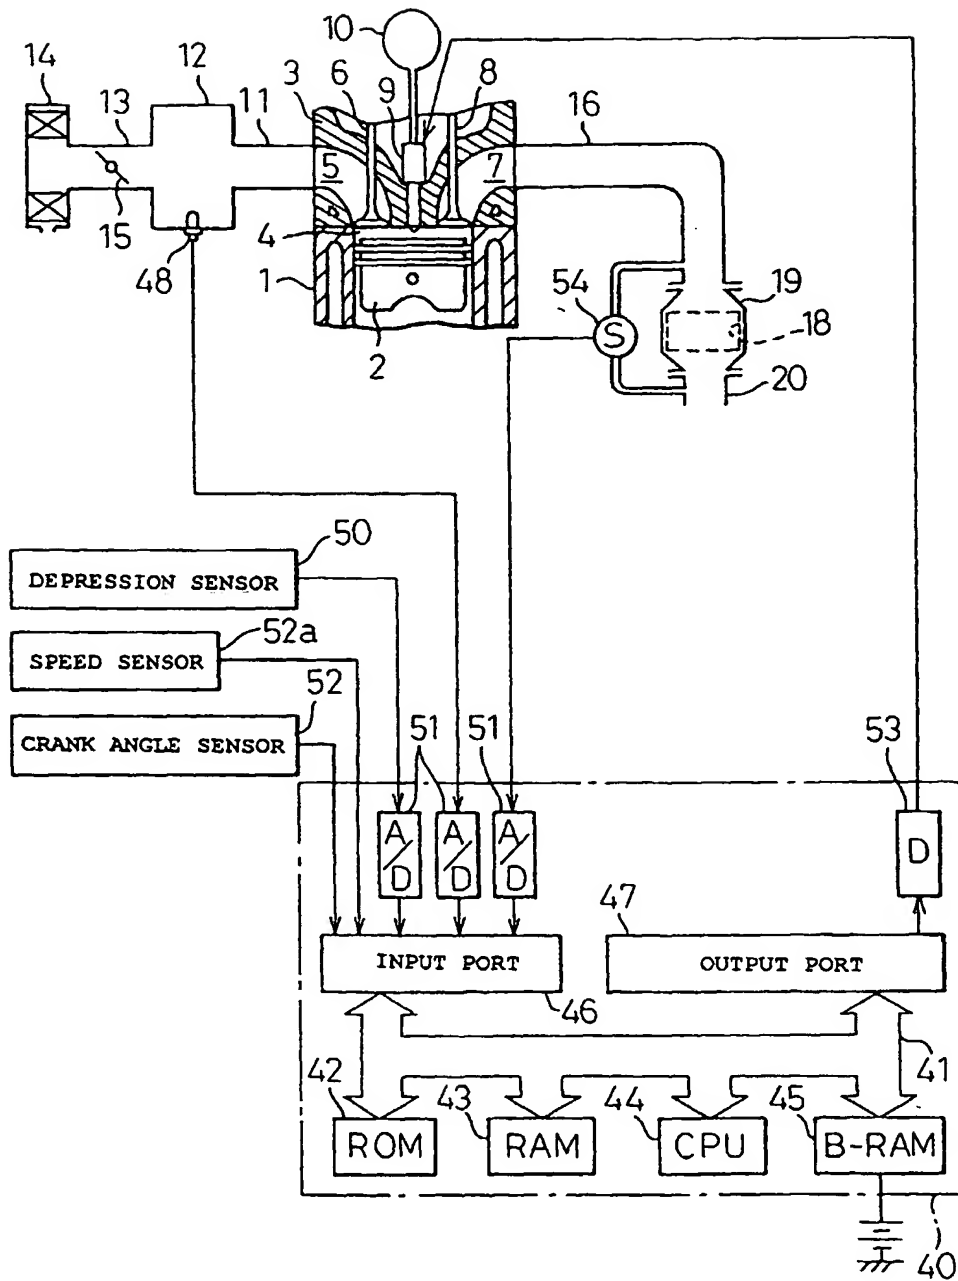 10
14
12
3
6
9
8
13
11
16
5
7
15
4
48
1
2
54
S
19
18
20
50
DEPRESSION SENSOR
52a
SPEED SENSOR
52
CRANK ANGLE SENSOR
51
51
53
A/D
A/D
A/D
D
47
INPUT PORT
OUTPUT PORT
46
41
42
43
44
45
ROM
RAM
CPU
B-RAM
40